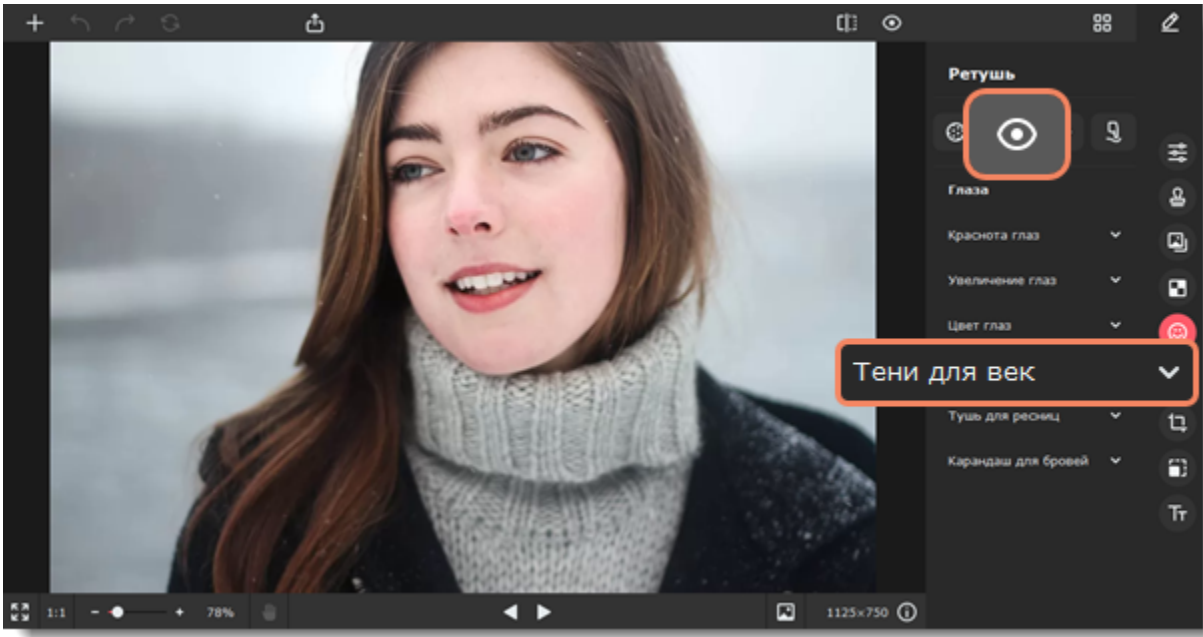 Ретушь
Глаза
Краснота глаз
Увеличение глаз
Цвет глаз
Тени для век
Тушь для ресниц
Карандаш для бровей
Tт
1:1 - + 78% 1125×750